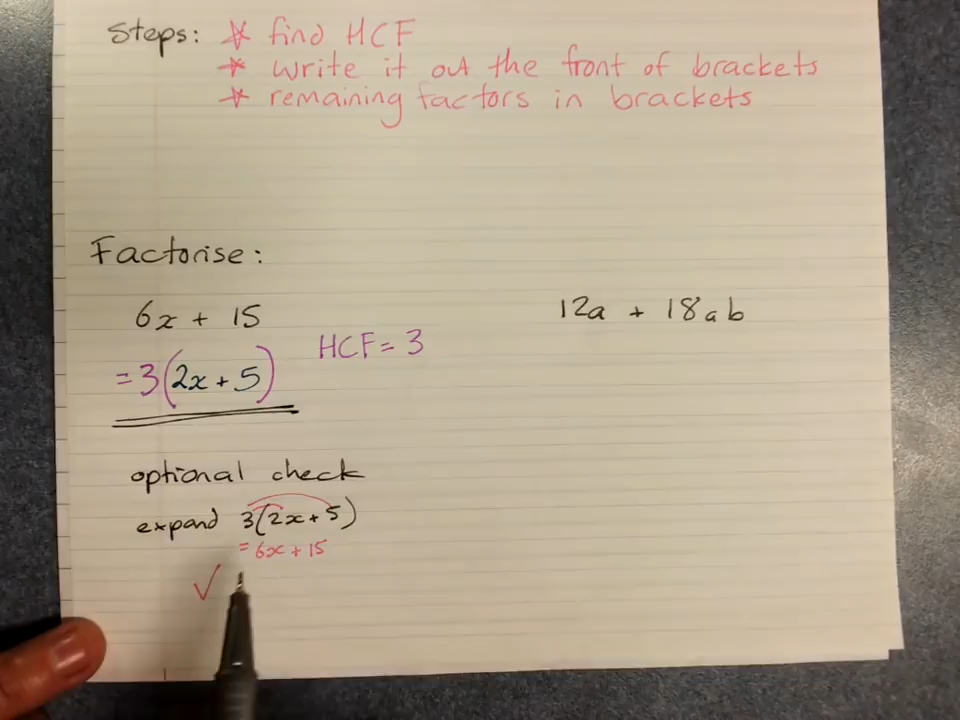 Steps: * find HCF
* write it out the front of brackets
* remaining factors in brackets
Factorise:
6x + 15
12a + 18ab
HCF = 3
= 3(2x + 5)
optional check
expand 3(2x + 5)
= 6x + 15
✓